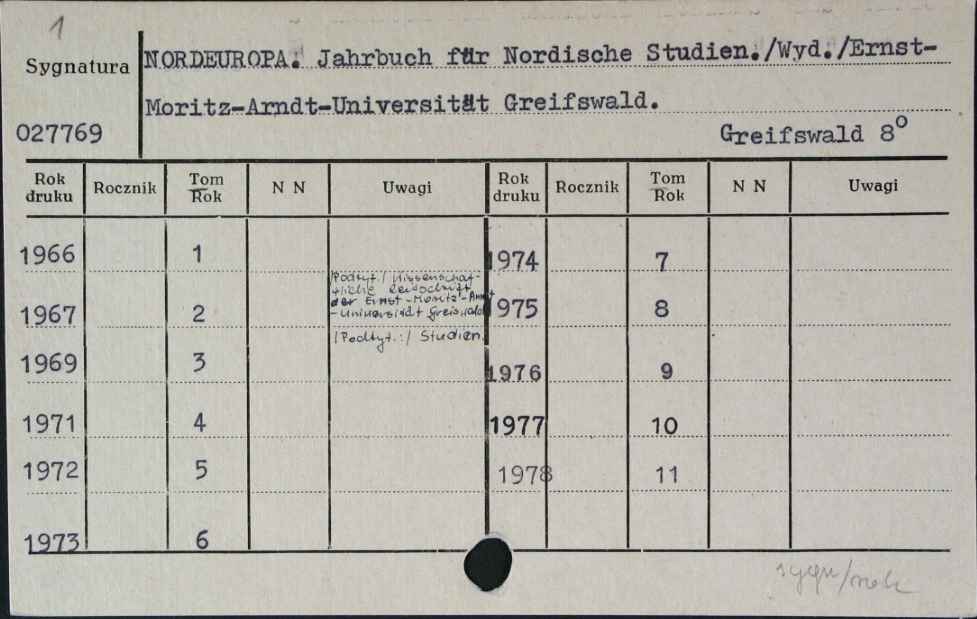 1
Sygnatura
NORDEUROPA. Jahrbuch für Nordische Studien./Wyd./Ernst-
Moritz-Arndt-Universität Greifswald.
027769
Greifswald 8°
Rok druku Rocznik Tom Rok N N Uwagi Rok druku Rocznik Tom Rok N N Uwagi
1966 1 1974 7
/Podtyt./ Wissenschaf-
tliche Zeitschrift
der Ernst-Moritz-Arndt
-Universität Greifswald
1967 2 1975 8
/Podtyt.:/ Studien.
1969 3 1976 9
1971 4 1977 10
1972 5 1978 11
1973 6